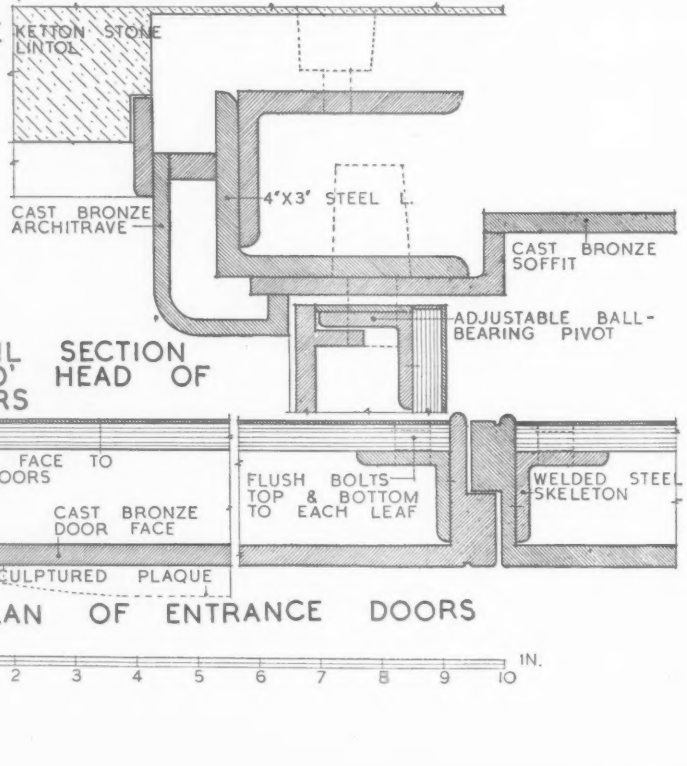 KETTON STONE
LINTOL
CAST BRONZE
ARCHITRAVE
4"X3" STEEL L.
CAST BRONZE
SOFFIT
ADJUSTABLE BALL-
BEARING PIVOT
SECTION
HEAD OF
FACE TO
CAST BRONZE
DOOR FACE
PLAQUE
FLUSH BOLTS
TOP & BOTTOM
TO EACH LEAF
WELDED STEEL
SKELETON
OF ENTRANCE DOORS
2 3 4 5 6 7 8 9 10 IN.